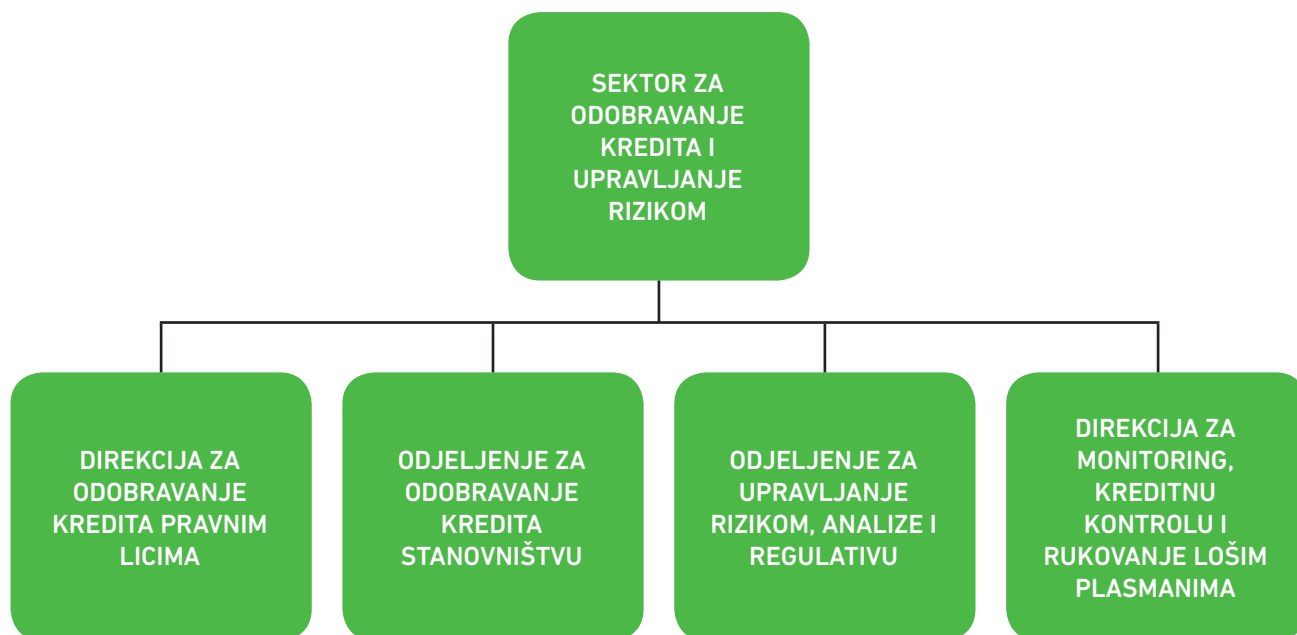 SEKTOR ZA
ODOBRAVANJE
KREDITA I
UPRAVLJANJE
RIZIKOM
DIREKCIJA ZA
ODOBRAVANJE
KREDITA PRAVNIM
LICIMA
ODJELJENJE ZA
ODOBRAVANJE
KREDITA
STANOVNIŠTVU
ODJELJENJE ZA
UPRAVLJANJE
RIZIKOM, ANALIZE I
REGULATIVU
DIREKCIJA ZA
MONITORING,
KREDITNU
KONTROLU I
RUKOVANJE LOŠIM
PLASMANIMA